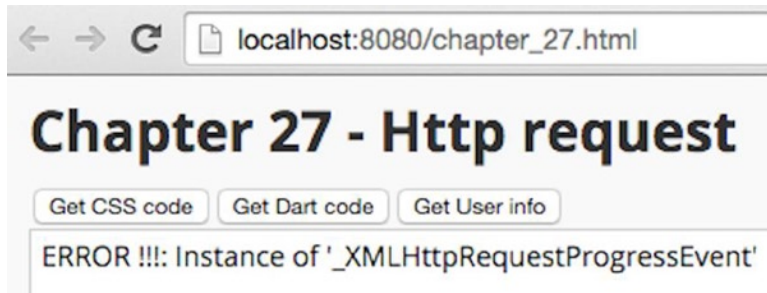 localhost:8080/chapter_27.html
Chapter 27 - Http request
Get CSS code Get Dart code Get User info
ERROR !!!: Instance of '_XMLHttpRequestProgressEvent'